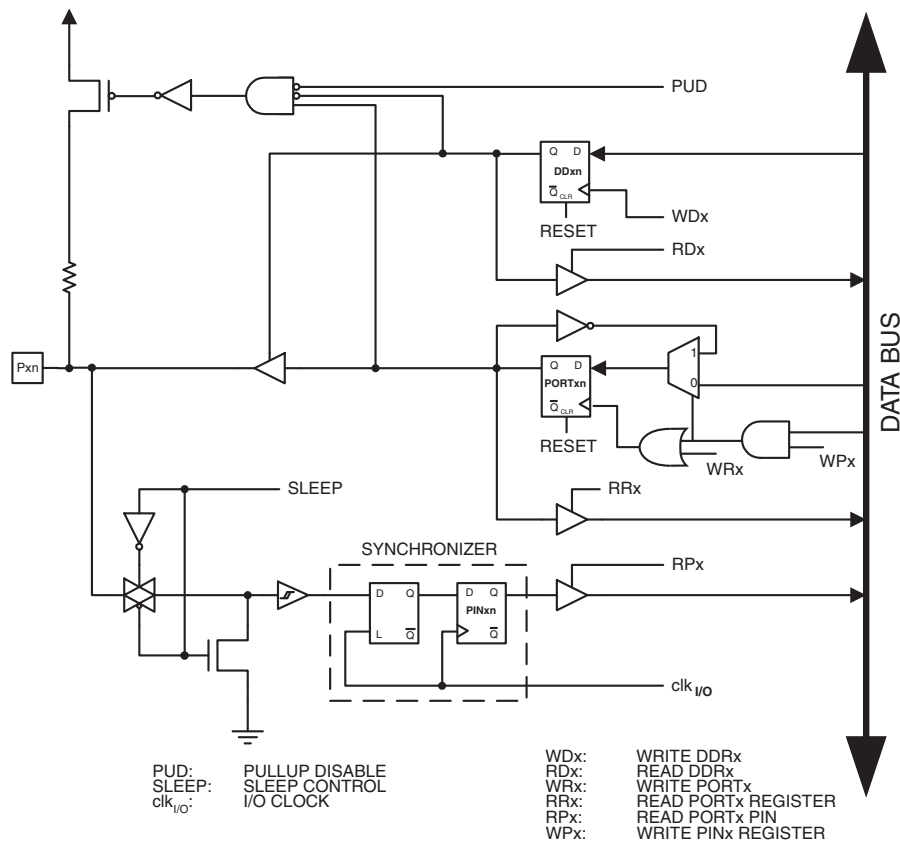 PUD
Q D
DDxn
Q CLR
WDx
RESET
RDx
Pxn
1
Q D
PORTxn
0
Q CLR
RESET
WRx
WPx
DATA BUS
SLEEP
RRx
SYNCHRONIZER
RPx
D Q
L Q
D Q
PINxn
Q
clk I/O
PUD: PULLUP DISABLE
SLEEP: SLEEP CONTROL
clk I/O: I/O CLOCK
WDx: WRITE DDRx
RDx: READ DDRx
WRx: WRITE PORTx
RRx: READ PORTx REGISTER
RPx: READ PORTx PIN
WPx: WRITE PINx REGISTER